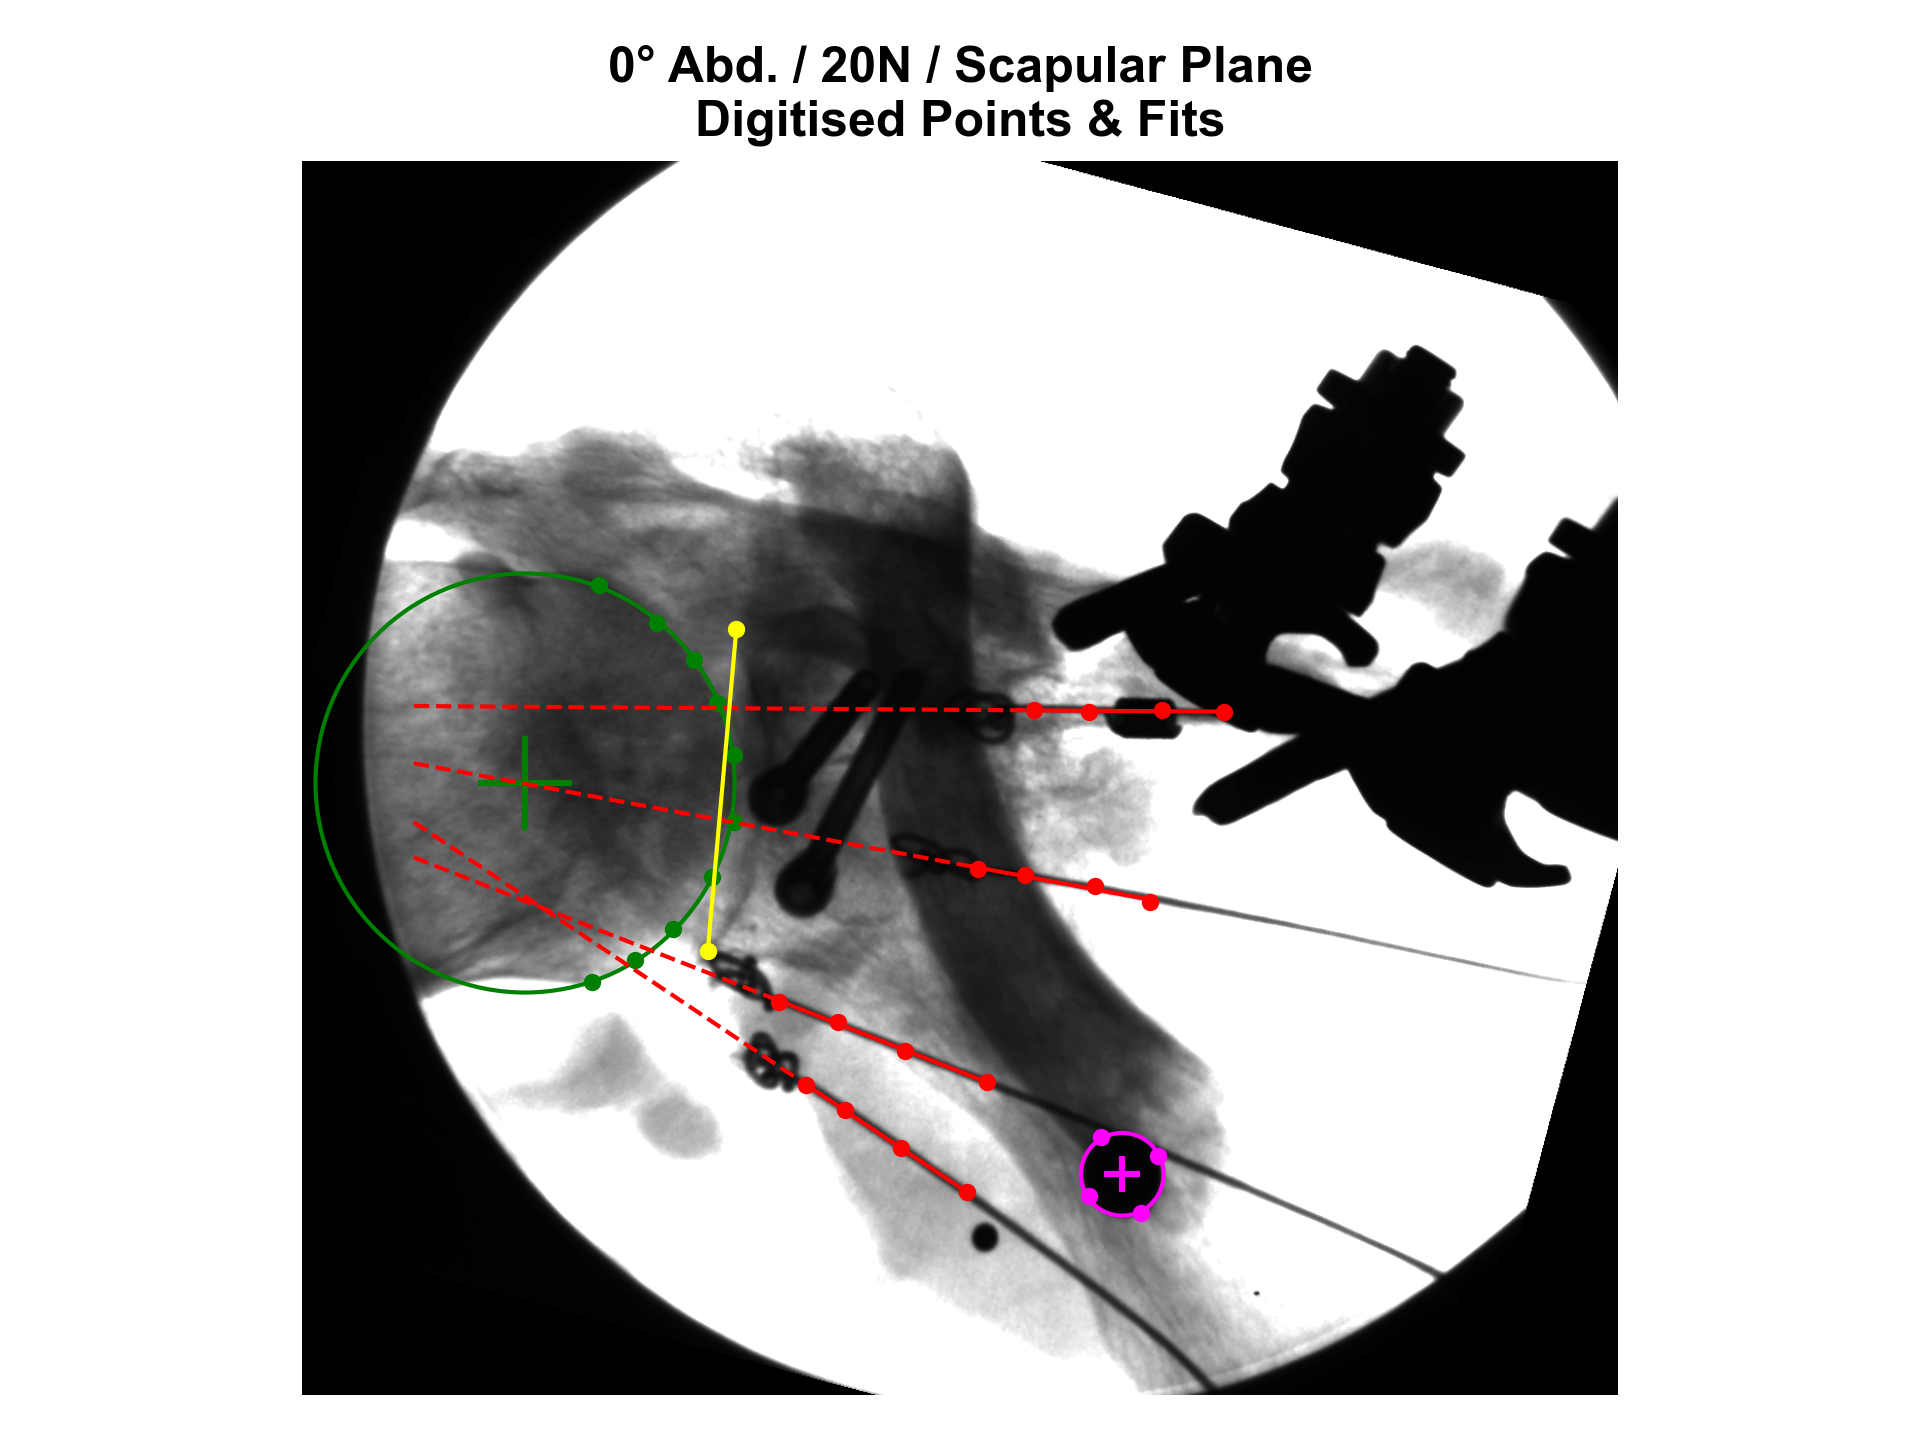 0° Abd. / 20N / Scapular Plane
Digitised Points & Fits